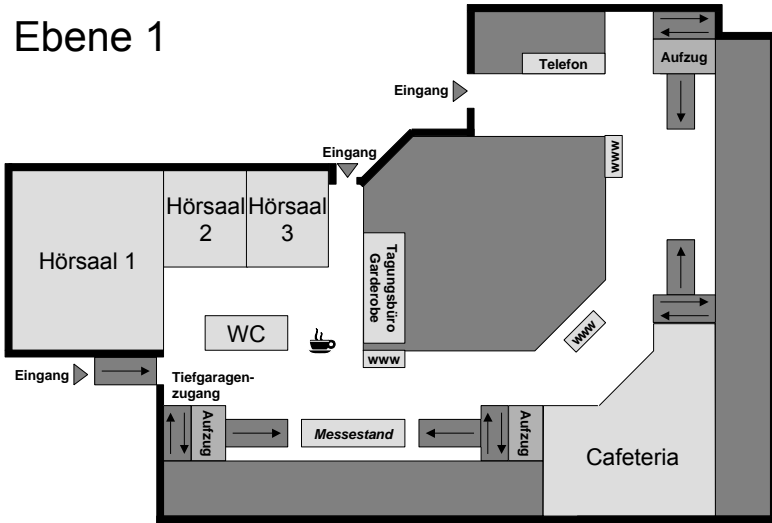 Ebene 1
Telefon
Aufzug
Eingang
www
Eingang
Hörsaal 1
Hörsaal
2
Hörsaal
3
Tagungsbüro
Garderobe
WC
www
www
Eingang
Tiefgaragen-
zugang
Aufzug
Messestand
Aufzug
Cafeteria